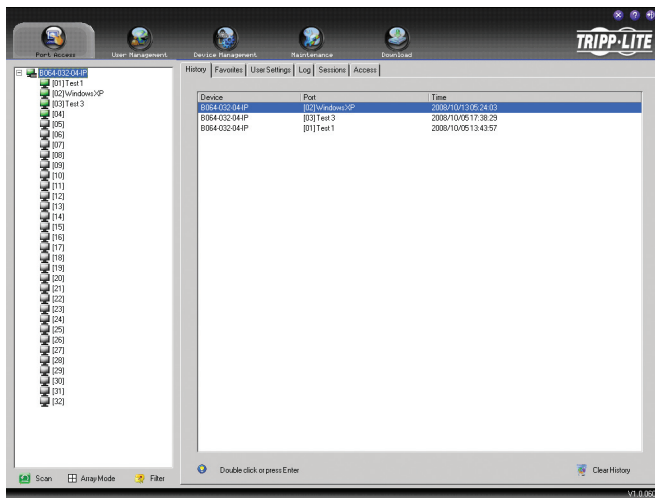 Port Access
User Management
Device Management
Maintenance
Download
TRIPP·LITE
B064-032-04-IP
[01]Test 1
[02]WindowsXP
[03]Test 3
[04]
[05]
[06]
[07]
[08]
[09]
[10]
[11]
[12]
[13]
[14]
[15]
[16]
[17]
[18]
[19]
[20]
[21]
[22]
[23]
[24]
[25]
[26]
[27]
[28]
[29]
[30]
[31]
[32]
Scan
Array Mode
Filter
History
Favorites
User Settings
Log
Sessions
Access
Device Port Time
B064-032-04-IP [02]WindowsXP 2008/10/13 05:24:03
B064-032-04-IP [03]Test 3 2008/10/05 17:38:29
B064-032-04-IP [01]Test 1 2008/10/05 13:43:57
Double click or press Enter
Clear History
V1.0.060